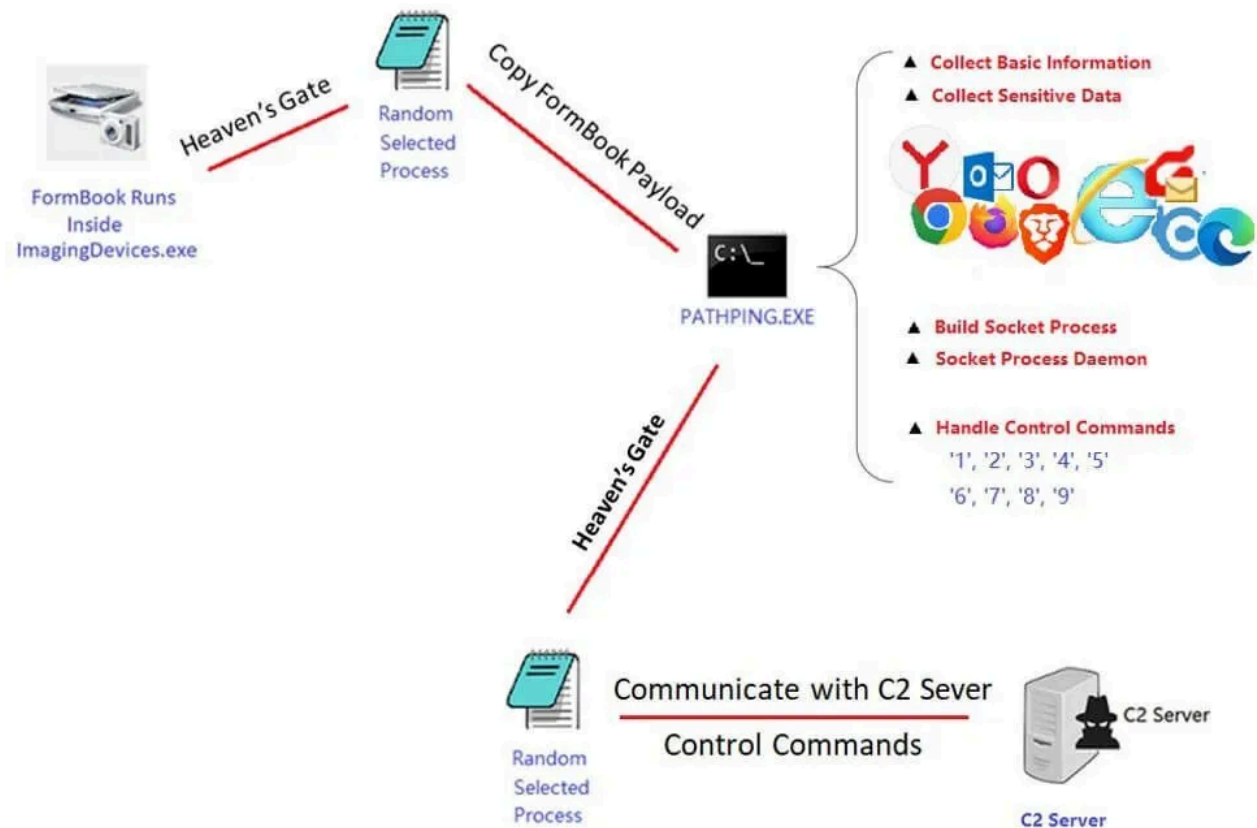 FormBook Runs
Inside
ImagingDevices.exe
Heaven's Gate
Random
Selected
Process
Copy FormBook Payload
C:\_
PATHPING.EXE
▲ Collect Basic Information
▲ Collect Sensitive Data
▲ Build Socket Process
▲ Socket Process Daemon
▲ Handle Control Commands
'1', '2', '3', '4', '5'
'6', '7', '8', '9'
Heaven's Gate
Random
Selected
Process
Communicate with C2 Sever
Control Commands
C2 Server
C2 Server